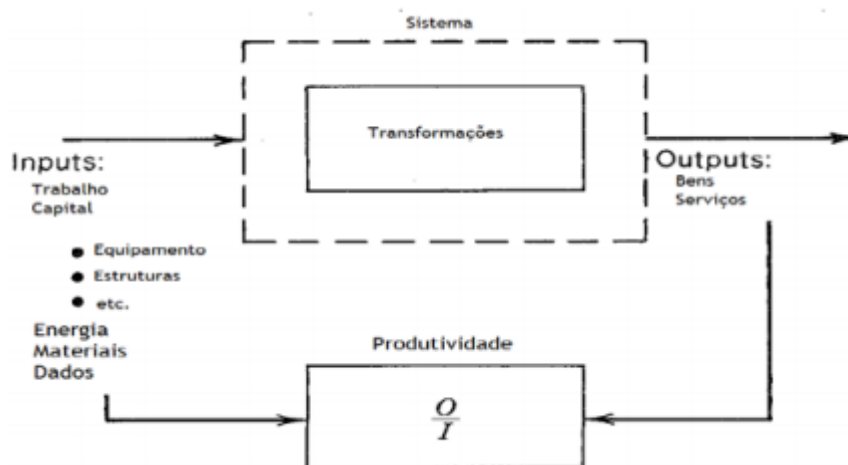 Sistema
Transformações
Inputs:
Trabalho
Capital
Equipamento
Estruturas
etc.
Energia
Materiais
Dados
Outputs:
Bens
Serviços
Produtividade
O
I